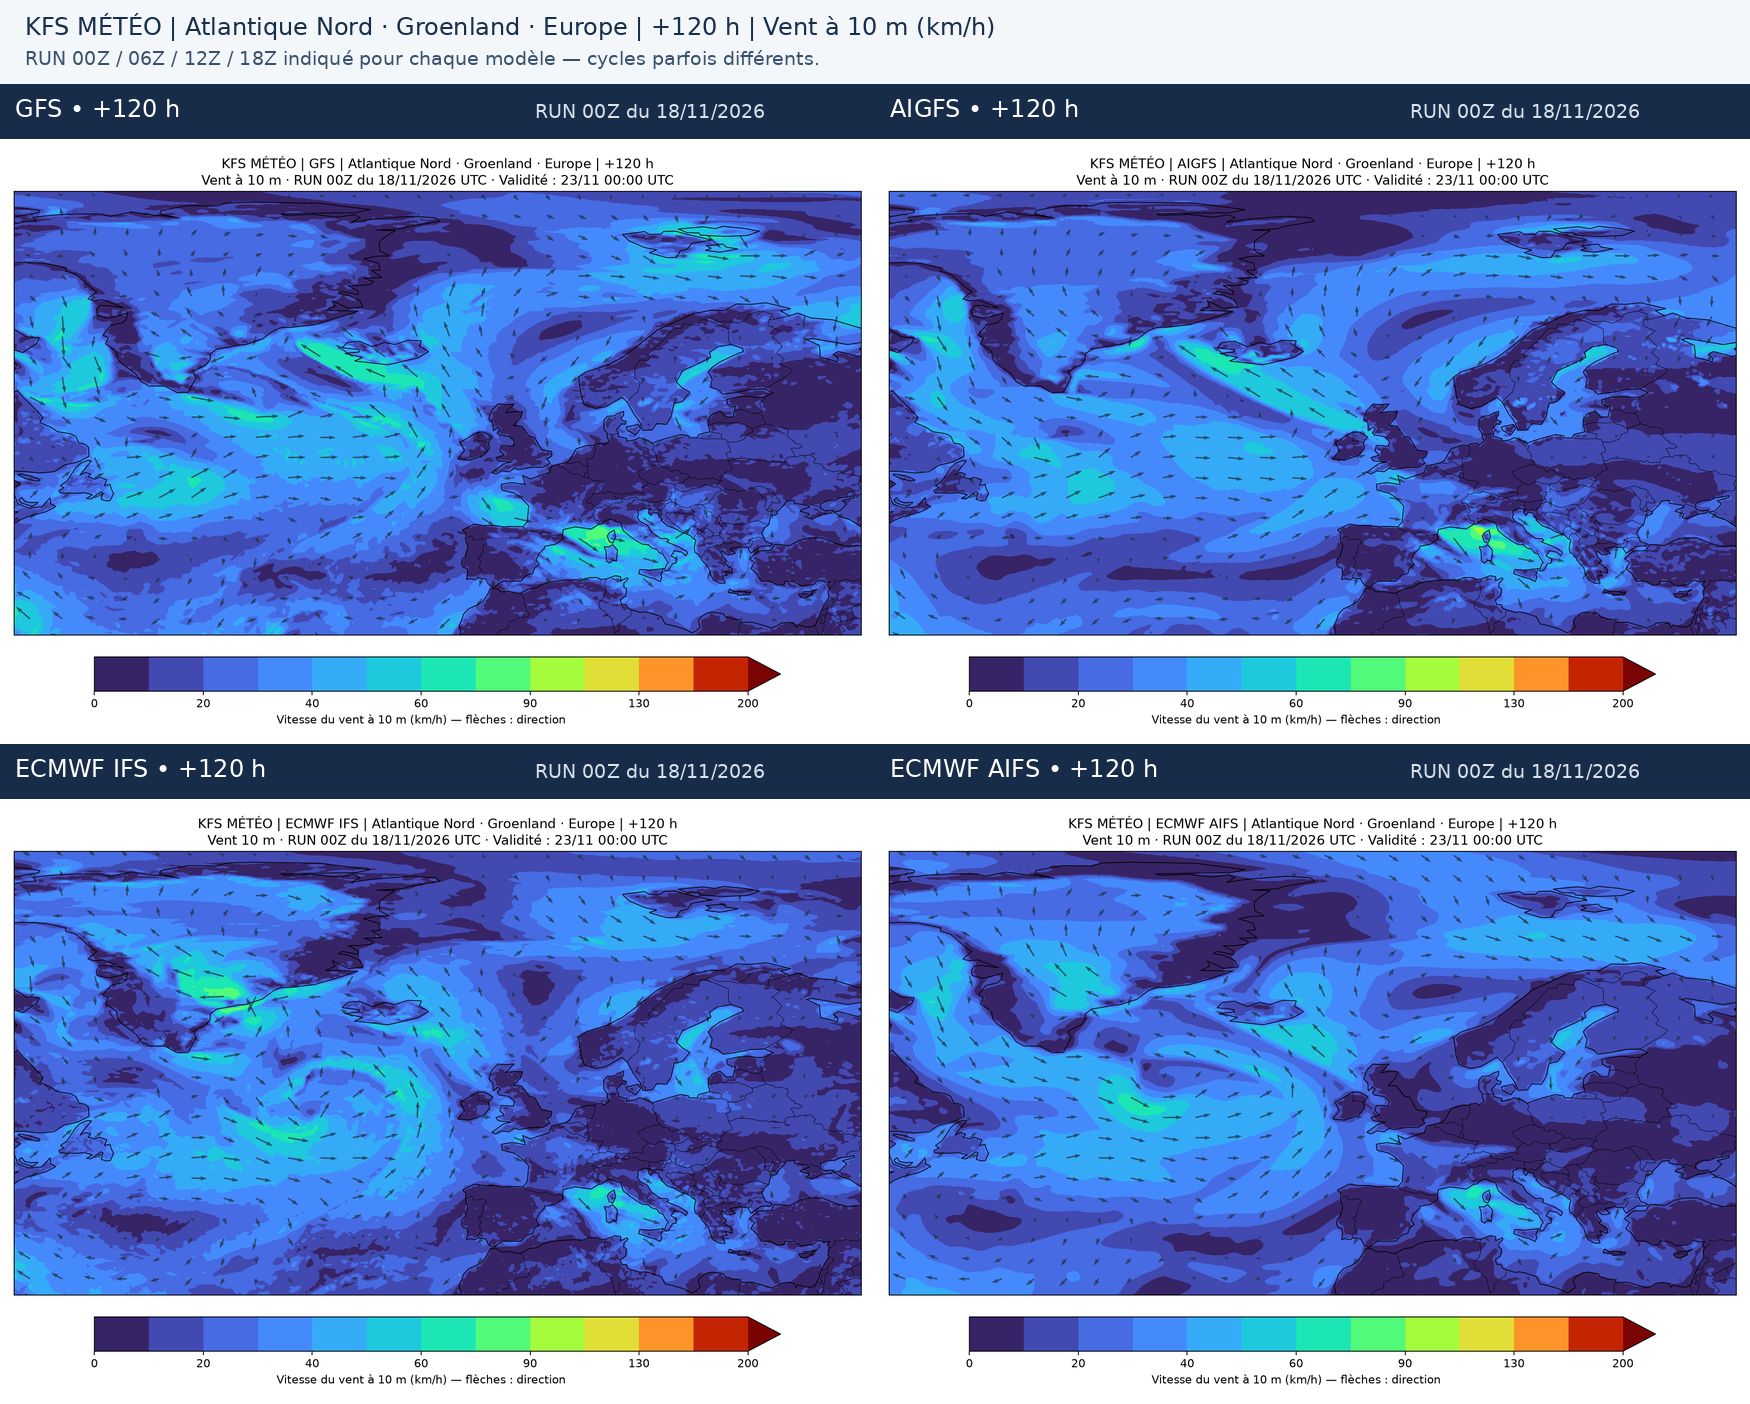 KFS MÉTÉO | Atlantique Nord · Groenland · Europe | +120 h | Vent à 10 m (km/h)
RUN 00Z / 06Z / 12Z / 18Z indiqué pour chaque modèle — cycles parfois différents.
GFS • +120 h RUN 00Z du 18/11/2026
KFS MÉTÉO | GFS | Atlantique Nord · Groenland · Europe | +120 h
Vent à 10 m · RUN 00Z du 18/11/2026 UTC · Validité : 23/11 00:00 UTC
0 20 40 60 90 130 200
Vitesse du vent à 10 m (km/h) — flèches : direction
AIGFS • +120 h RUN 00Z du 18/11/2026
KFS MÉTÉO | AIGFS | Atlantique Nord · Groenland · Europe | +120 h
Vent à 10 m · RUN 00Z du 18/11/2026 UTC · Validité : 23/11 00:00 UTC
0 20 40 60 90 130 200
Vitesse du vent à 10 m (km/h) — flèches : direction
ECMWF IFS • +120 h RUN 00Z du 18/11/2026
KFS MÉTÉO | ECMWF IFS | Atlantique Nord · Groenland · Europe | +120 h
Vent 10 m · RUN 00Z du 18/11/2026 UTC · Validité : 23/11 00:00 UTC
0 20 40 60 90 130 200
Vitesse du vent à 10 m (km/h) — flèches : direction
ECMWF AIFS • +120 h RUN 00Z du 18/11/2026
KFS MÉTÉO | ECMWF AIFS | Atlantique Nord · Groenland · Europe | +120 h
Vent 10 m · RUN 00Z du 18/11/2026 UTC · Validité : 23/11 00:00 UTC
0 20 40 60 90 130 200
Vitesse du vent à 10 m (km/h) — flèches : direction